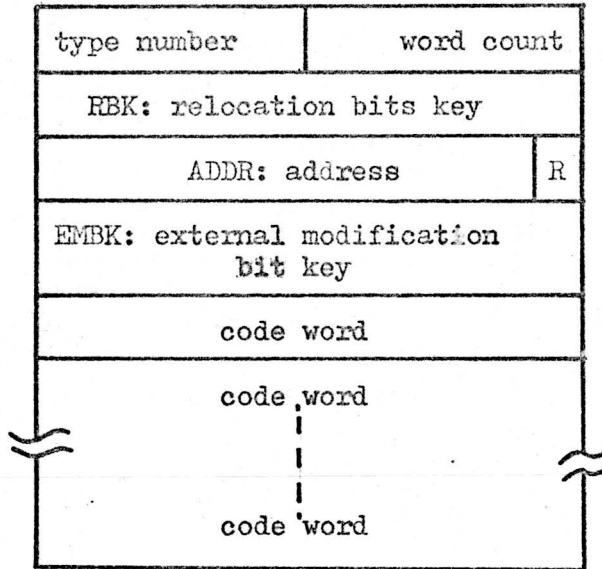 type number word count
RBK: relocation bits key
ADDR: address R
EMBK: external modification
bit key
code word
code word
code word